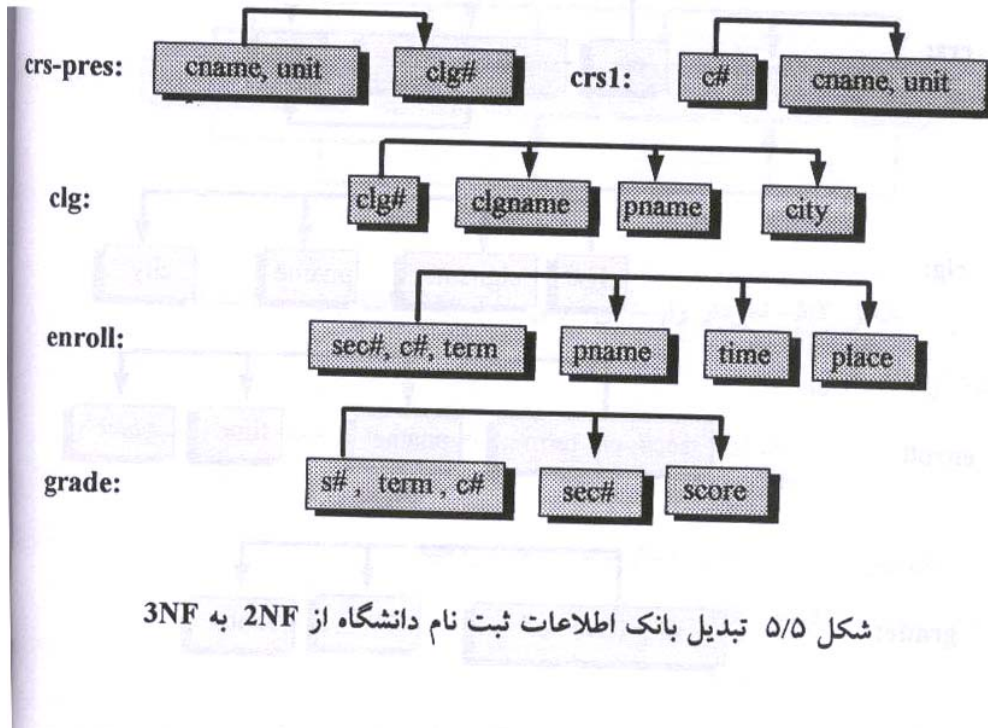 crs-pres: cname, unit clg# crs1: c# cname, unit
clg: clg# clgname pname city
enroll: sec#, c#, term pname time place
grade: s# , term , c# sec# score
شکل ۵/۵ تبدیل بانک اطلاعات ثبت نام دانشگاه از 2NF به 3NF